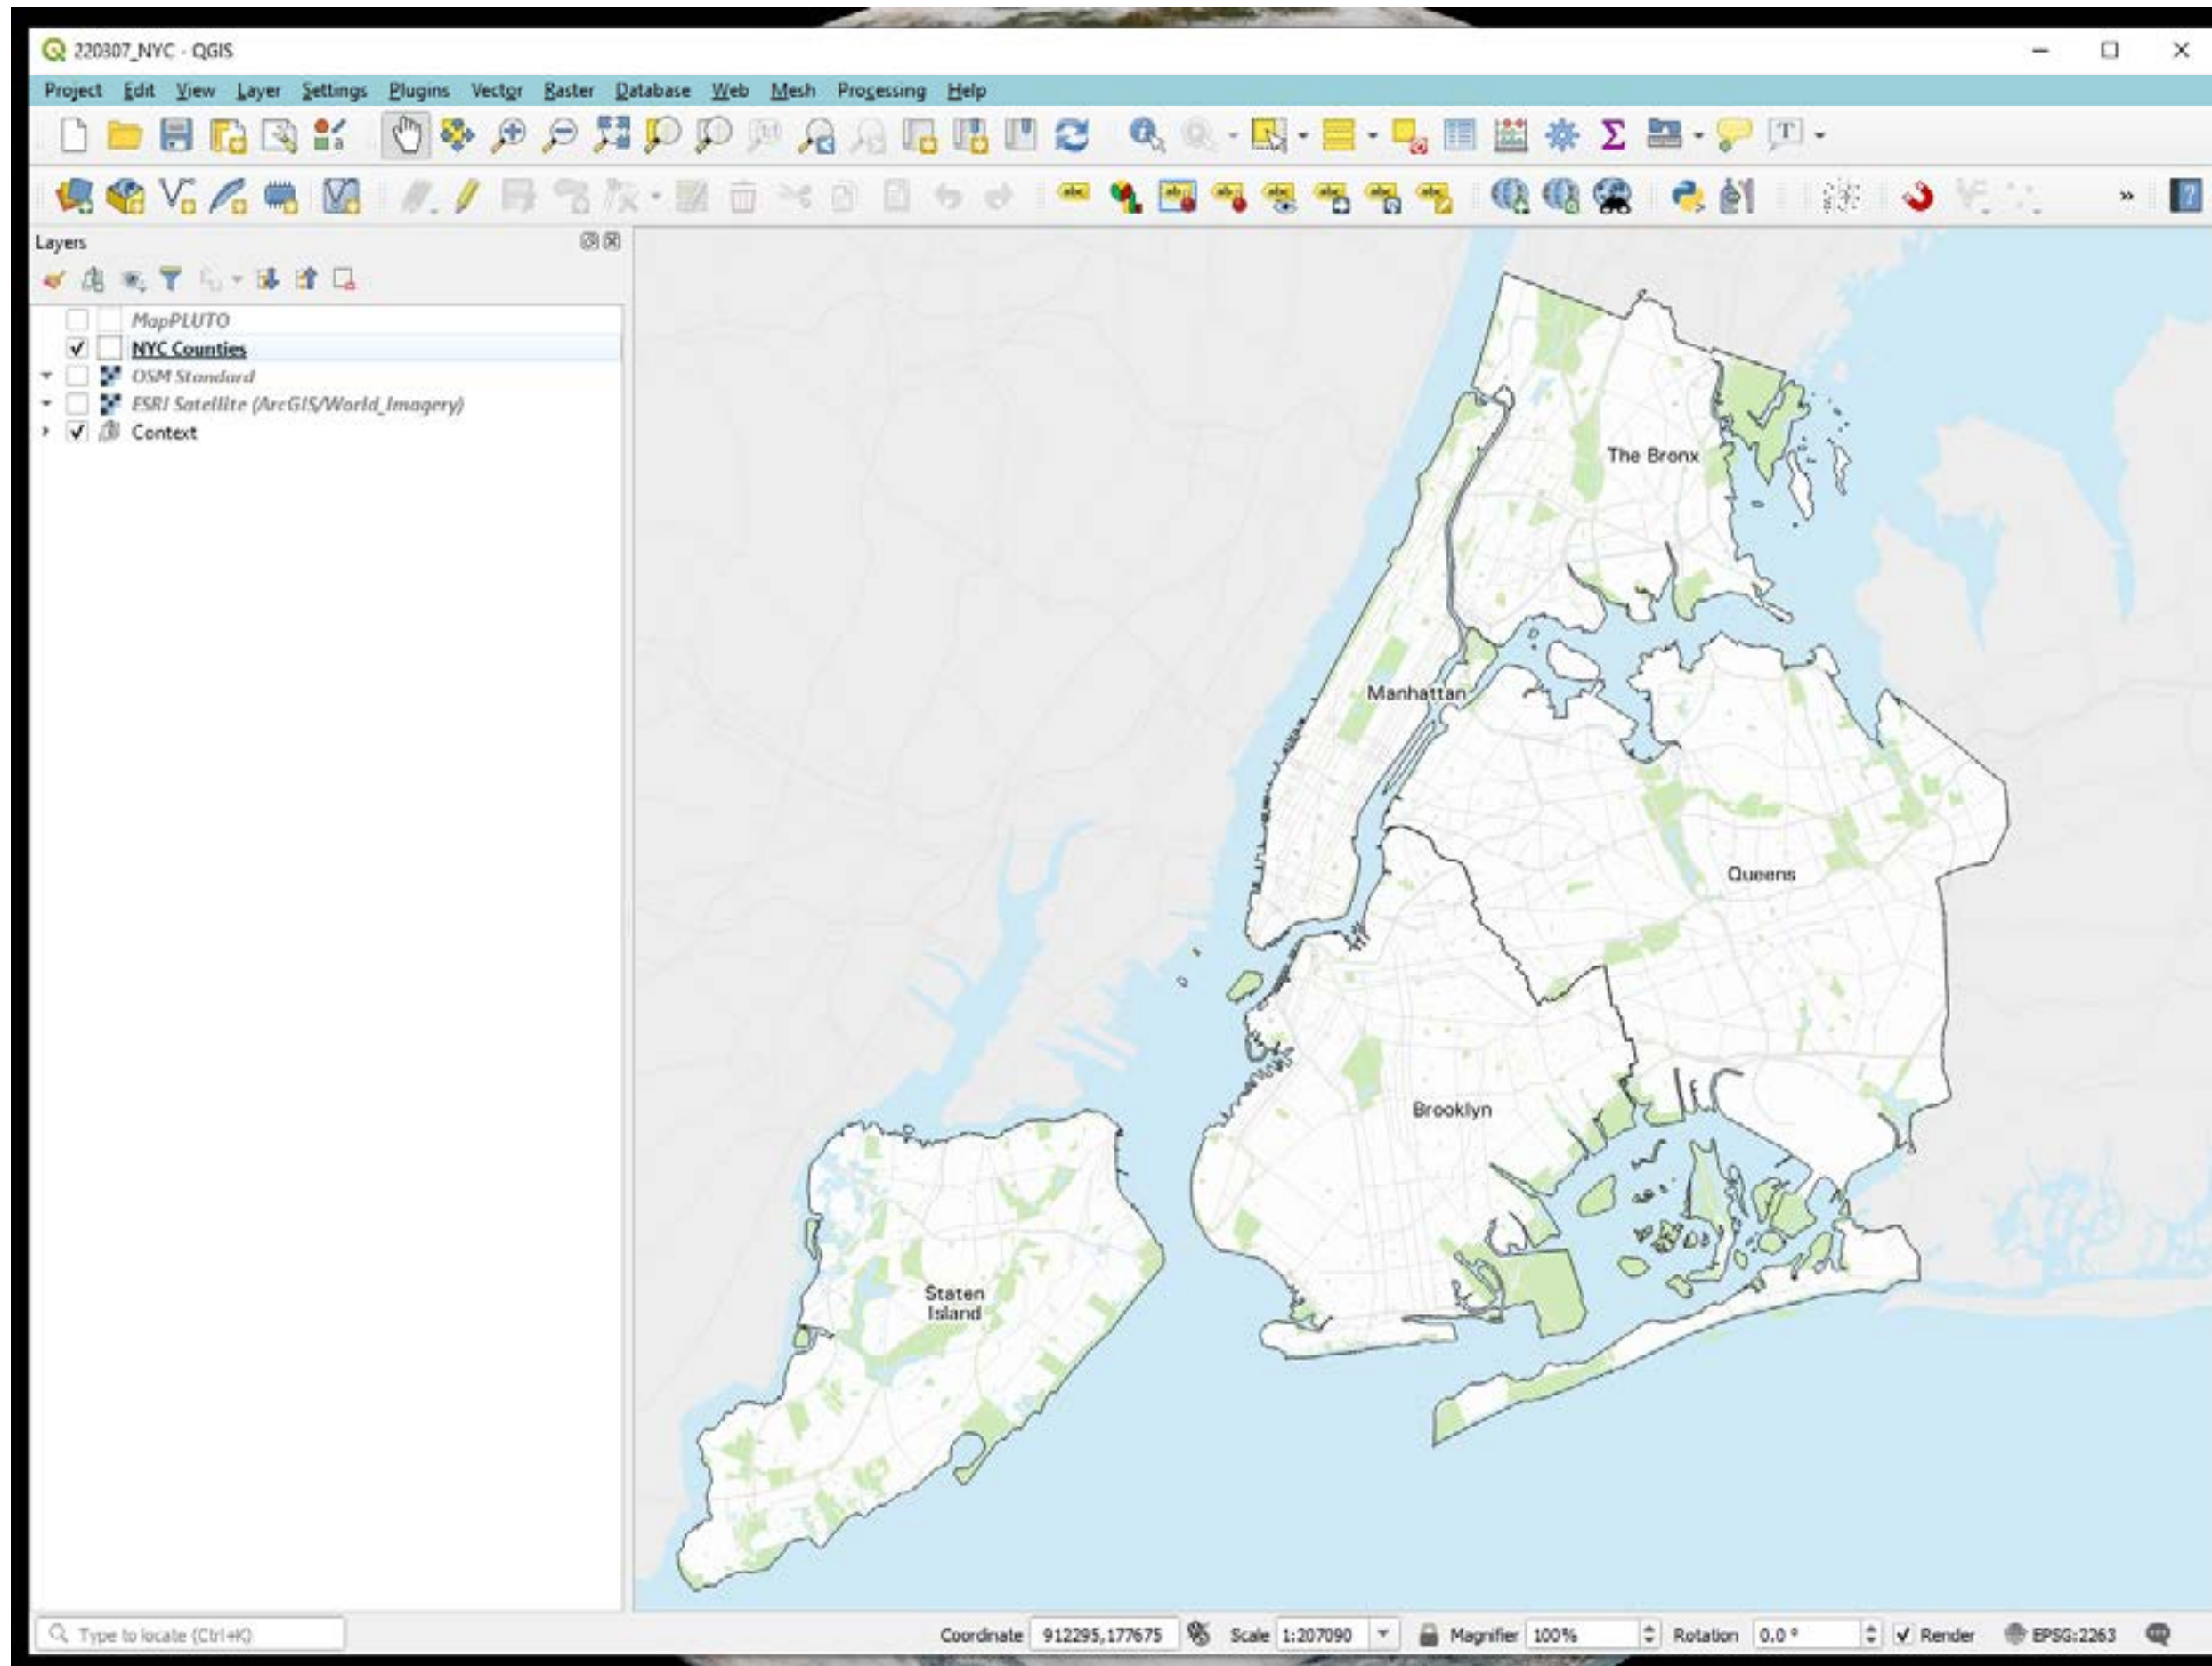 220307_NYC - QGIS
Project Edit View Layer Settings Plugins Vector Raster Database Web Mesh Processing Help
Layers
MapPLUTO
NYC Counties
OSM Standard
ESRI Satellite (ArcGIS/World_Imagery)
Context
The Bronx
Manhattan
Queens
Brooklyn
Staten
Island
Type to locate (Ctrl+K)
Coordinate 912295,177675 Scale 1:207090 Magnifier 100% Rotation 0.0 ° Render EPSG:2263